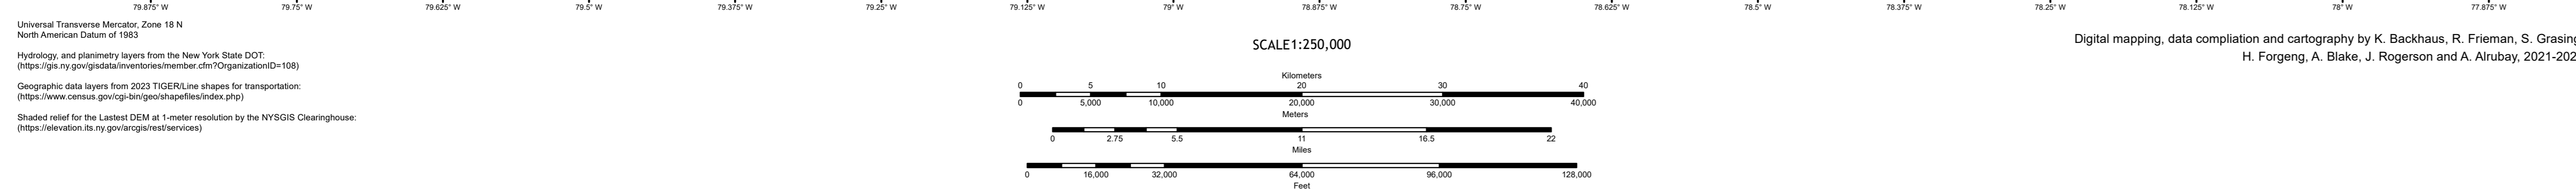 79.875° W 79.75° W 79.625° W 79.5° W 79.375° W 79.25° W 79.125° W 79° W 78.875° W 78.75° W 78.625° W 78.5° W 78.375° W 78.25° W 78.125° W 78° W 77.875° W
Universal Transverse Mercator, Zone 18 N
North American Datum of 1983
Hydrology, and planimetry layers from the New York State DOT:
(https://gis.ny.gov/gisdata/inventories/member.cfm?OrganizationID=108)
Geographic data layers from 2023 TIGER/Line shapes for transportation:
(https://www.census.gov/cgi-bin/geo/shapefiles/index.php)
Shaded relief for the Lastest DEM at 1-meter resolution by the NYSGIS Clearinghouse:
(https://elevation.its.ny.gov/arcgis/rest/services)
SCALE1:250,000
Kilometers
0 5 10 20 30 40
0 5,000 10,000 20,000 30,000 40,000
Meters
0 2.75 5.5 11 16.5 22
Miles
0 16,000 32,000 64,000 96,000 128,000
Feet
Digital mapping, data compliation and cartography by K. Backhaus, R. Frieman, S. Grasing
H. Forgeng, A. Blake, J. Rogerson and A. Alrubay, 2021-202